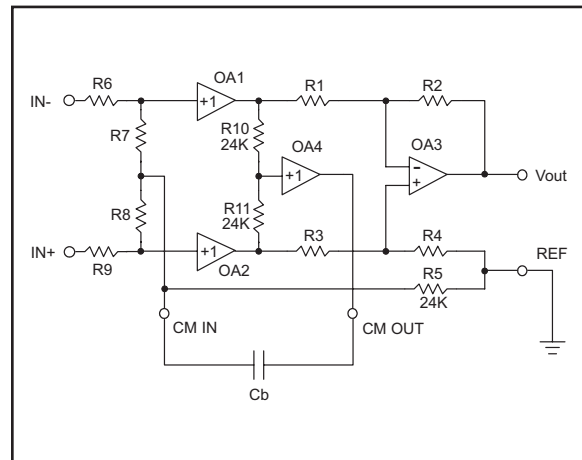 OA1
R6
R1
R2
IN-
+1
R7
R10
24K
OA4
OA3
-
+
+1
Vout
R8
R11
24K
IN+
+1
R3
R4
REF
R9
OA2
R5
24K
CM IN
CM OUT
Cb